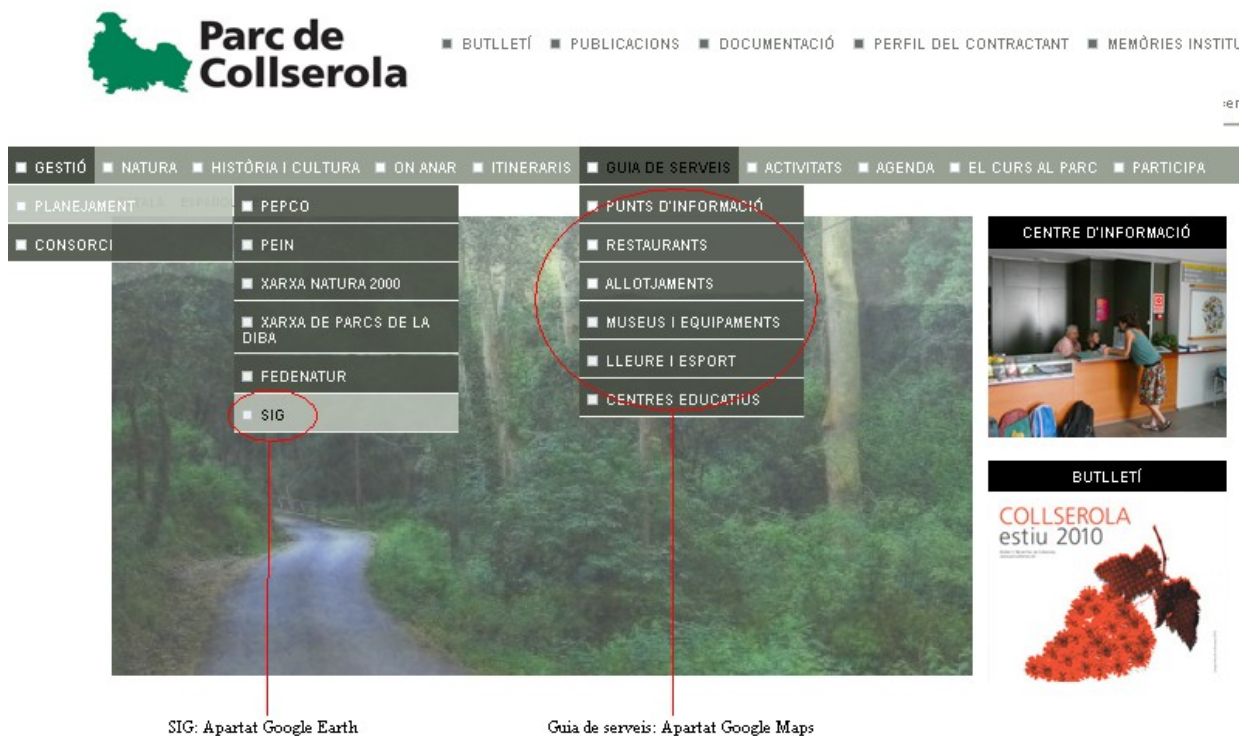 Parc de
Collserola
BUTLLETÍ PUBLICACIONS DOCUMENTACIÓ PERFIL DEL CONTRACTANT MEMÒRIES INSTITU
GESTIÓ NATURA HISTÒRIA I CULTURA ON ANAR ITINERARIS GUIA DE SERVEIS ACTIVITATS AGENDA EL CURS AL PARC PARTICIPA
PLANEJAMENT
CONSORCI
PEPCO
PEIN
XARXA NATURA 2000
XARXA DE PARCS DE LA
DIBA
FEDENATUR
SIG
PUNTS D'INFORMACIÓ
RESTAURANTS
ALLOTJAMENTS
MUSEUS I EQUIPAMENTS
LLEURE I ESPORT
CENTRES EDUCATIUS
CENTRE D'INFORMACIÓ
BUTLLETÍ
COLLSEROLA
estiu 2010
SIG: Apartat Google Earth
Guia de serveis: Apartat Google Maps